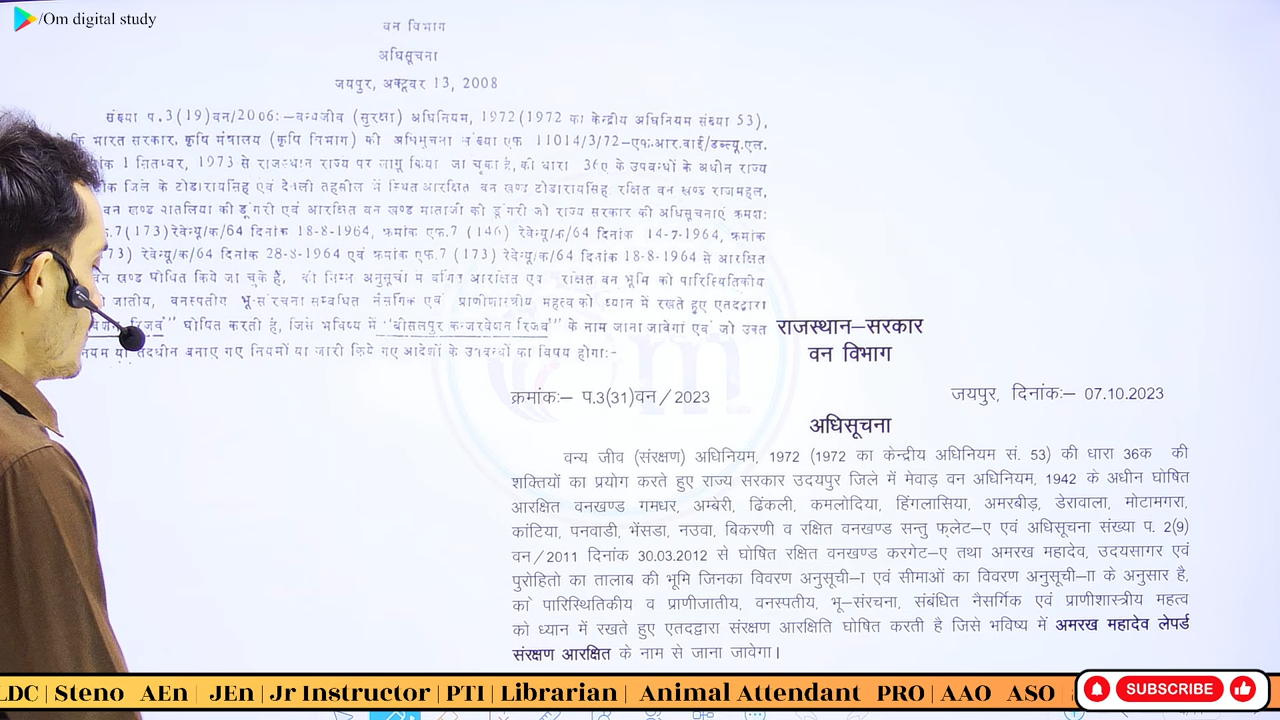 /Om digital study
वन विभाग
अधिसूचना
जयपुर, अक्टूबर 13, 2008
संख्या प.3(19)वन/2006:-वन्यजीव (सुरक्षा) अधिनियम, 1972(1972 का केन्द्रीय अधिनियम संख्या 53),
कि भारत सरकार, कृषि मंत्रालय (कृषि विभाग) की अधिसूचना संख्या एफ 11014/3/72-एफ.आर.वाई/डब्ल्यू.एल.
1 सितम्बर, 1973 से राजस्थान राज्य पर लागू किया जा चुका है, की धारा 36ए के उपबन्धों के अधीन राज्य
जिले के टोडारायसिंह एवं देवली तहसील में स्थित आरक्षित वन खण्ड टोडारायसिंह रक्षित वन खण्ड राजमहल,
वन खण्ड की डूंगरी एवं आरक्षित वन खण्ड माताजी की डूंगरी जो राज्य सरकार की अधिसूचनाएं क्रमश:
.7(173)रेवेन्यू/क/64 दिनांक 18-8-1964, क्रमांक एफ.7 (146) रेवेन्यू/क/64 दिनांक 14-7-1964, क्रमांक
73) रेवेन्यू/क/64 दिनांक 28-8-1964 एवं क्रमांक एफ.7 (173) रेवेन्यू/क/64 दिनांक 18-8-1964 से आरक्षित
वन खण्ड घोषित किये जा चुके हैं, की निम्न अनुसूची में वर्णित आरक्षित एवं रक्षित वन भूमि को पारिस्थितिकीय
जातीय, वनस्पतीय भू-संरचना सम्बंधित नैसर्गिक एवं प्राणीशास्त्रीय महत्व को ध्यान में रखते हुए एतदद्वारा
रिजर्व'' घोषित करती है, जिसे भविष्य में ''बीसलपुर कन्जरवेशन रिजर्व'' के नाम जाना जावेगा एवं जो उक्त
तदधीन बनाए गए नियमों या जारी किये गए आदेशों के उपबन्धों का विषय होगा:-
राजस्थान–सरकार
वन विभाग
क्रमांकः– प.3(31)वन/2023 जयपुर, दिनांकः– 07.10.2023
अधिसूचना
वन्य जीव (संरक्षण) अधिनियम, 1972 (1972 का केन्द्रीय अधिनियम सं. 53) की धारा 36क की
शक्तियों का प्रयोग करते हुए राज्य सरकार उदयपुर जिले में मेवाड़ वन अधिनियम, 1942 के अधीन घोषित
आरक्षित वनखण्ड गमधर, अम्बेरी, ढिंकली, कमलोदिया, हिंगलासिया, अमरबीड़, डेरावाला, मोटामगरा,
कांटिया, पनवाडी, भेंसडा, नउवा, बिकरणी व रक्षित वनखण्ड सन्तु फ्लेट–ए एवं अधिसूचना संख्या प. 2(9)
वन/2011 दिनांक 30.03.2012 से घोषित रक्षित वनखण्ड करगेट–ए तथा अमरख महादेव, उदयसागर एवं
पुरोहितो का तालाब की भूमि जिनका विवरण अनुसूची–I एवं सीमाओं का विवरण अनुसूची–II के अनुसार है,
को पारिस्थितिकीय व प्राणीजातीय, वनस्पतीय, भू–संरचना, संबंधित नैसर्गिक एवं प्राणीशास्त्रीय महत्व
को ध्यान में रखते हुए एतदद्वारा संरक्षण आरक्षिति घोषित करती है जिसे भविष्य में अमरख महादेव लेपर्ड
संरक्षण आरक्षित के नाम से जाना जावेगा।
LDC | Steno AEn | JEn | Jr Instructor | PTI | Librarian | Animal Attendant PRO | AAO ASO
SUBSCRIBE